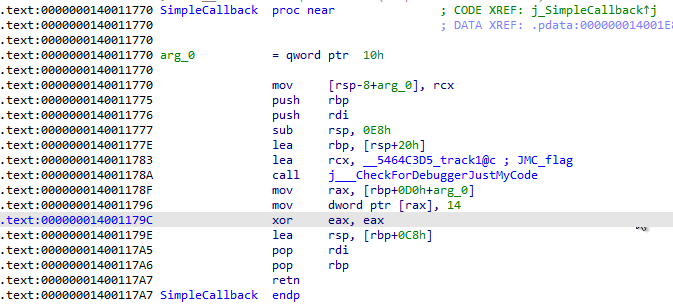 .text:0000000140011770 SimpleCallback  proc near               ; CODE XREF: j_SimpleCallback↑j
.text:0000000140011770                                         ; DATA XREF: .pdata:000000014001E8
.text:0000000140011770
.text:0000000140011770 arg_0           = qword ptr  10h
.text:0000000140011770
.text:0000000140011770                 mov     [rsp-8+arg_0], rcx
.text:0000000140011775                 push    rbp
.text:0000000140011776                 push    rdi
.text:0000000140011777                 sub     rsp, 0E8h
.text:000000014001177E                 lea     rbp, [rsp+20h]
.text:0000000140011783                 lea     rcx, __5464C3D5_track1@c ; JMC_flag
.text:000000014001178A                 call    j___CheckForDebuggerJustMyCode
.text:000000014001178F                 mov     rax, [rbp+0D0h+arg_0]
.text:0000000140011796                 mov     dword ptr [rax], 14
.text:000000014001179C                 xor     eax, eax
.text:000000014001179E                 lea     rsp, [rbp+0C8h]
.text:00000001400117A5                 pop     rdi
.text:00000001400117A6                 pop     rbp
.text:00000001400117A7                 retn
.text:00000001400117A7 SimpleCallback  endp